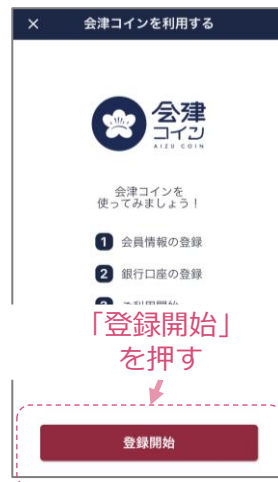 × 会津コインを利用する
会津
コイン
AIZU COIN
会津コインを
使ってみましょう!
1 会員情報の登録
2 銀行口座の登録
「登録開始」
を押す
登録開始